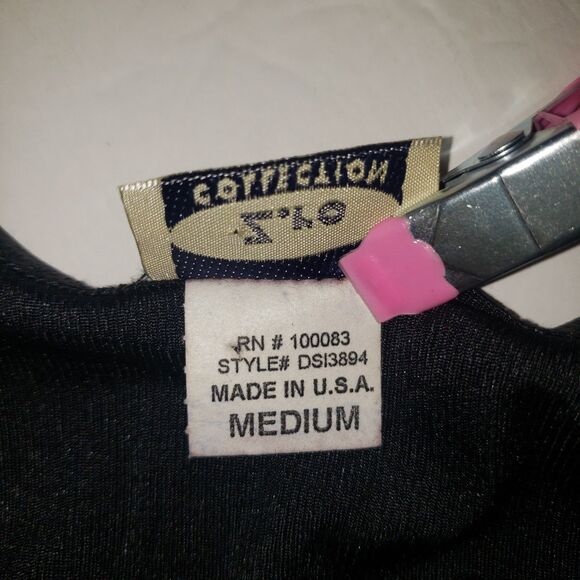 COLLECTION
RN # 100083
STYLE# DSI3894
MADE IN U.S.A.
MEDIUM